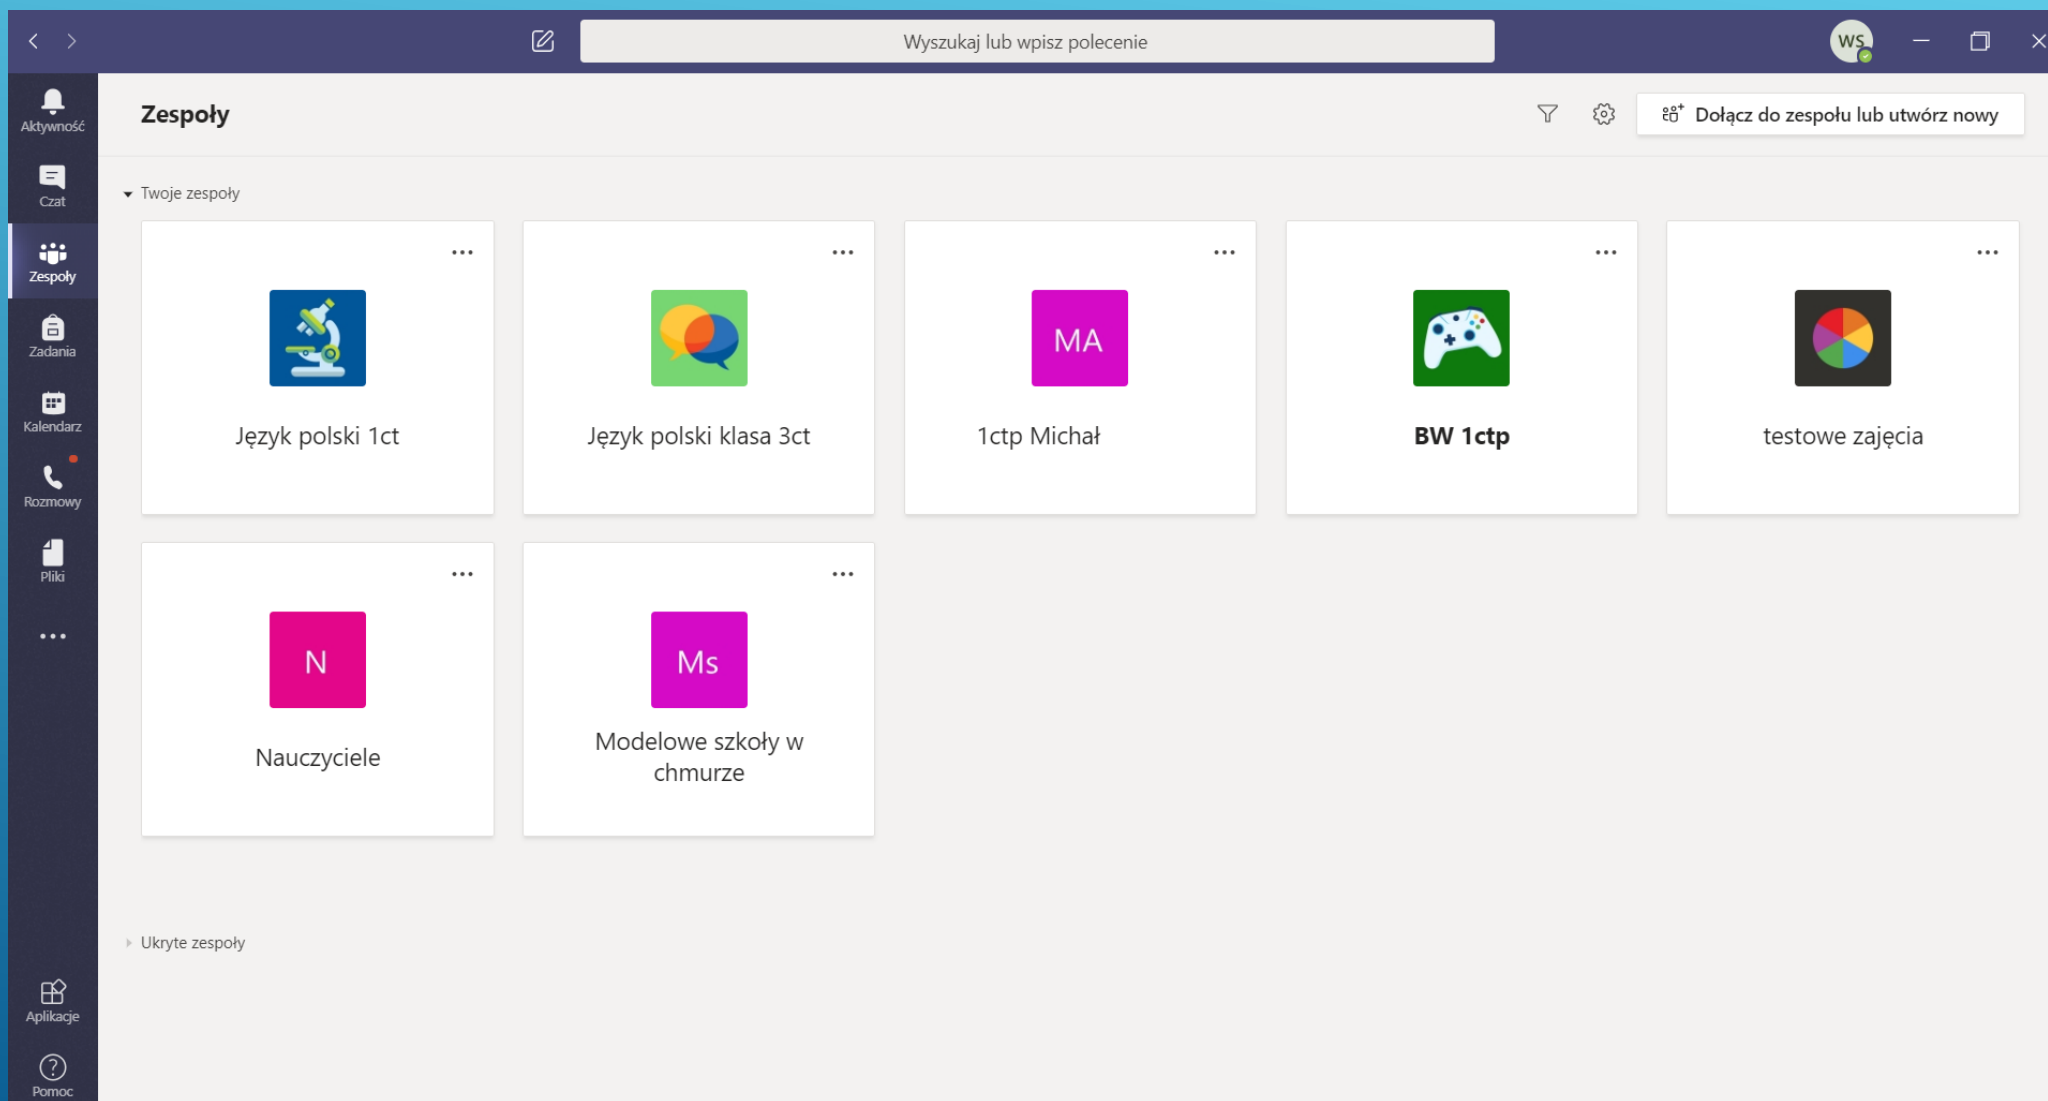 Wyszukaj lub wpisz polecenie
WS
Aktywność
Czat
Zespoły
Zadania
Kalendarz
Rozmowy
Pliki
Aplikacje
Pomoc
Zespoły
Dołącz do zespołu lub utwórz nowy
Twoje zespoły
Język polski 1ct
Język polski klasa 3ct
MA
1ctp Michał
BW 1ctp
testowe zajęcia
N
Nauczyciele
Ms
Modelowe szkoły w
chmurze
Ukryte zespoły